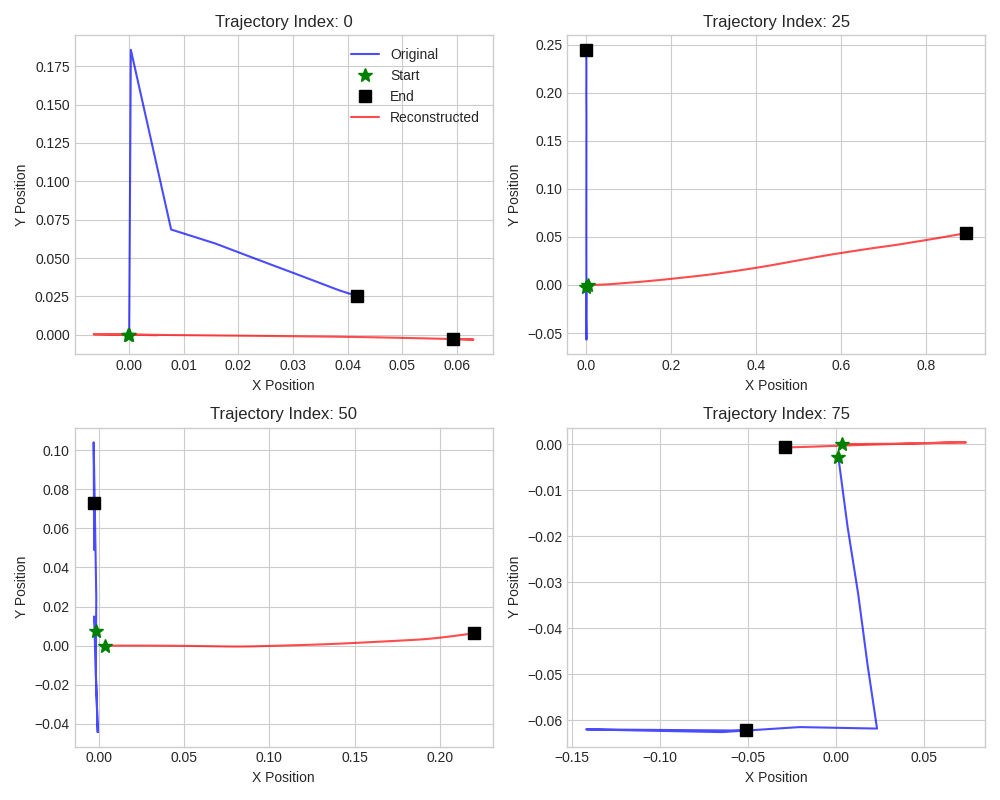 Trajectory Index: 0
Original
Start
End
Reconstructed
0.175
0.150
0.125
0.100
0.075
0.050
0.025
0.000
Y Position
0.00 0.01 0.02 0.03 0.04 0.05 0.06
X Position
Trajectory Index: 25
0.25
0.20
0.15
0.10
0.05
0.00
−0.05
Y Position
0.0 0.2 0.4 0.6 0.8
X Position
Trajectory Index: 50
0.10
0.08
0.06
0.04
0.02
0.00
−0.02
−0.04
Y Position
0.00 0.05 0.10 0.15 0.20
X Position
Trajectory Index: 75
0.00
−0.01
−0.02
−0.03
−0.04
−0.05
−0.06
Y Position
−0.15 −0.10 −0.05 0.00 0.05
X Position